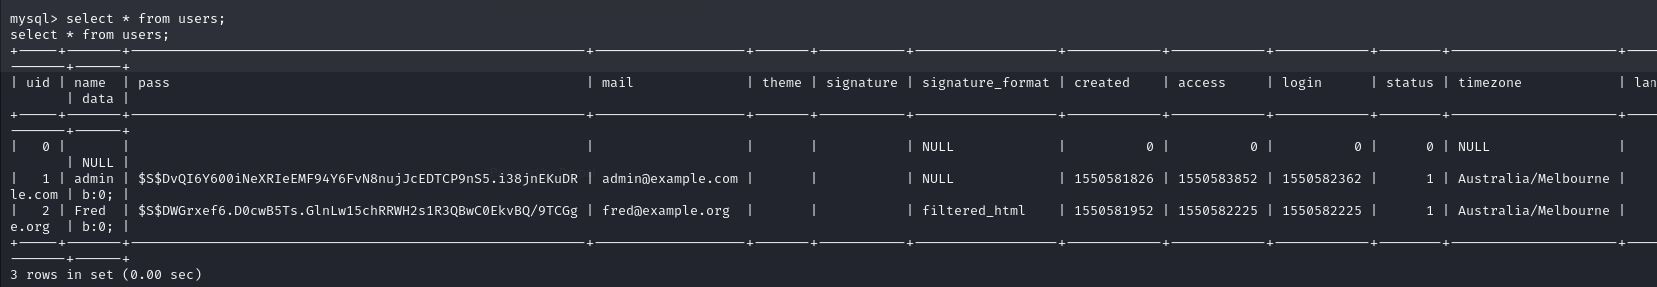 mysql> select * from users;
select * from users;
+-----+-------+---------------------------------------------------------+-------------------+-------+-----------+------------------+------------+------------+------------+--------+---------------------+----
-------+------+
| uid | name  | pass                                                    | mail              | theme | signature | signature_format | created    | access     | login      | status | timezone            | lan
       | data |
+-----+-------+---------------------------------------------------------+-------------------+-------+-----------+------------------+------------+------------+------------+--------+---------------------+----
-------+------+
|   0 |       |                                                         |                   |       |           | NULL             |          0 |          0 |          0 |      0 | NULL                |
       | NULL |
|   1 | admin | $S$DvQI6Y600iNeXRIeEMF94Y6FvN8nujJcEDTCP9nS5.i38jnEKuDR | admin@example.com |       |           | NULL             | 1550581826 | 1550583852 | 1550582362 |      1 | Australia/Melbourne |
le.com | b:0; |
|   2 | Fred  | $S$DWGrxef6.D0cwB5Ts.GlnLw15chRRWH2s1R3QBwC0EkvBQ/9TCGg | fred@example.org  |       |           | filtered_html    | 1550581952 | 1550582225 | 1550582225 |      1 | Australia/Melbourne |
e.org  | b:0; |
+-----+-------+---------------------------------------------------------+-------------------+-------+-----------+------------------+------------+------------+------------+--------+---------------------+----
-------+------+
3 rows in set (0.00 sec)